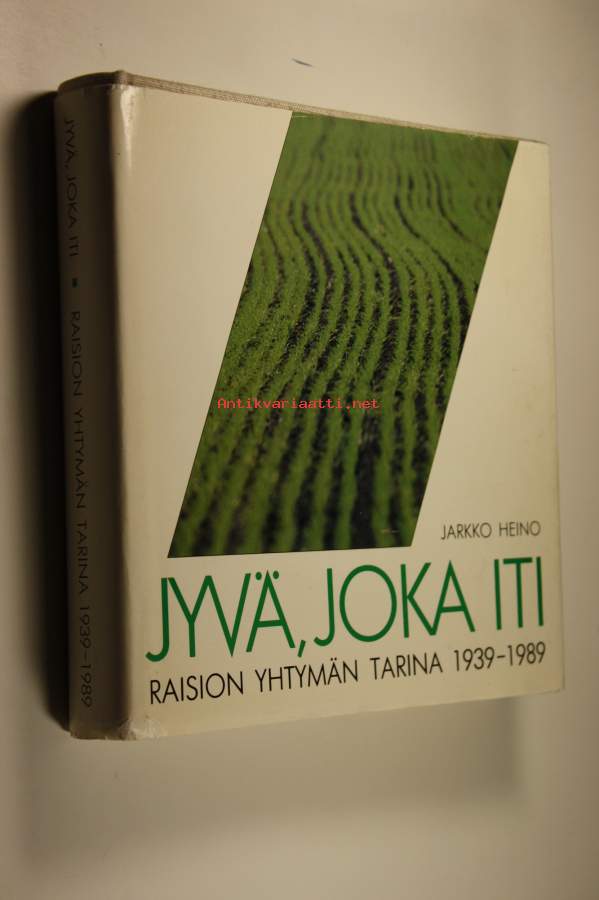 JYVÄ, JOKA ITI ▪ RAISION YHTYMÄN TARINA 1939–1989
Antikvariaatti.net
JARKKO HEINO
JYVÄ, JOKA ITI
RAISION YHTYMÄN TARINA 1939–1989